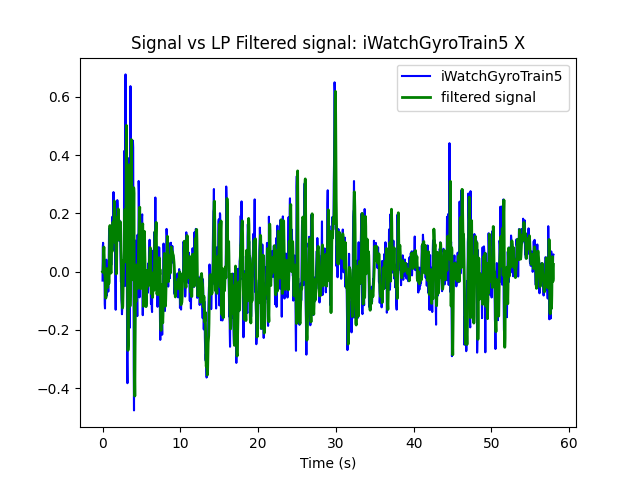 Signal vs LP Filtered signal: iWatchGyroTrain5 X
iWatchGyroTrain5
filtered signal
0.6
0.4
0.2
0.0
−0.2
−0.4
0 10 20 30 40 50 60
Time (s)